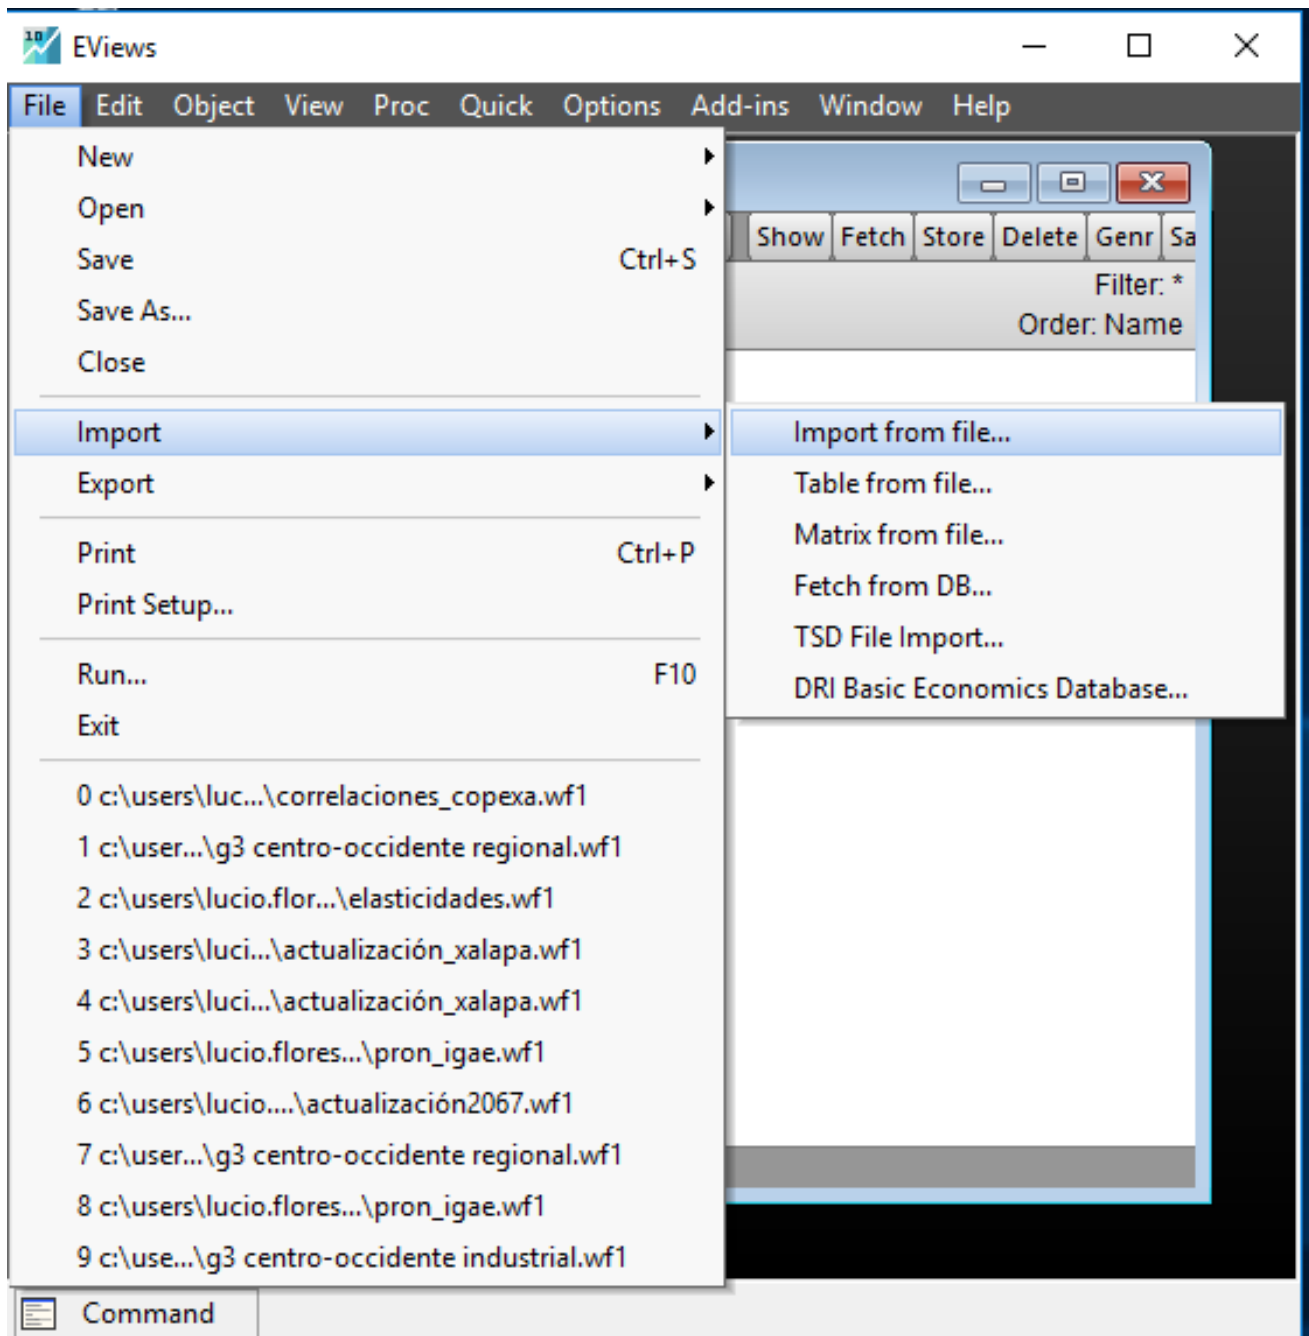 10 EViews
File Edit Object View Proc Quick Options Add-ins Window Help
New
Open
Save Ctrl+S
Save As...
Close
Import
Export
Print Ctrl+P
Print Setup...
Run... F10
Exit
0 c:\users\luc...\correlaciones_copexa.wf1
1 c:\user...\g3 centro-occidente regional.wf1
2 c:\users\lucio.flor...\elasticidades.wf1
3 c:\users\luci...\actualización_xalapa.wf1
4 c:\users\luci...\actualización_xalapa.wf1
5 c:\users\lucio.flores...\pron_igae.wf1
6 c:\users\lucio....\actualización2067.wf1
7 c:\user...\g3 centro-occidente regional.wf1
8 c:\users\lucio.flores...\pron_igae.wf1
9 c:\use...\g3 centro-occidente industrial.wf1
Show Fetch Store Delete Genr Sa
Filter: *
Order: Name
Import from file...
Table from file...
Matrix from file...
Fetch from DB...
TSD File Import...
DRI Basic Economics Database...
Command